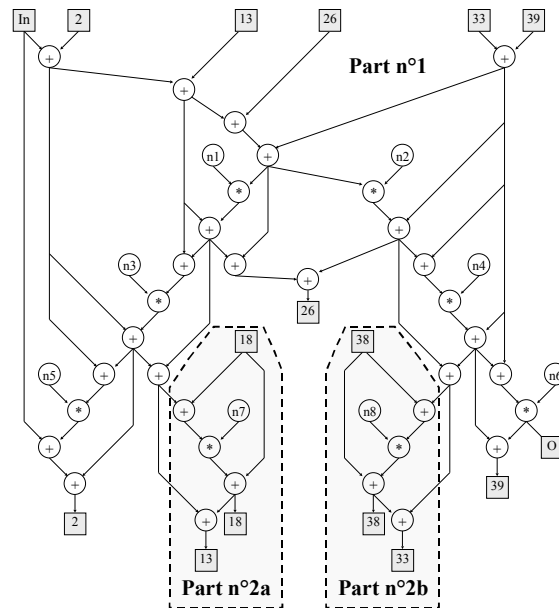 In 2 13 26 33 39
+ +
Part n°1
+
+
+
n1 n2
* *
+ +
n3 + + + n4
+
* 26 *
+ +
18 38
n5 + + + + n6
* + n7 n8 + *
+ * * + O
+ + + 39
2 + 18 38 + 
13 33
Part n°2a Part n°2b